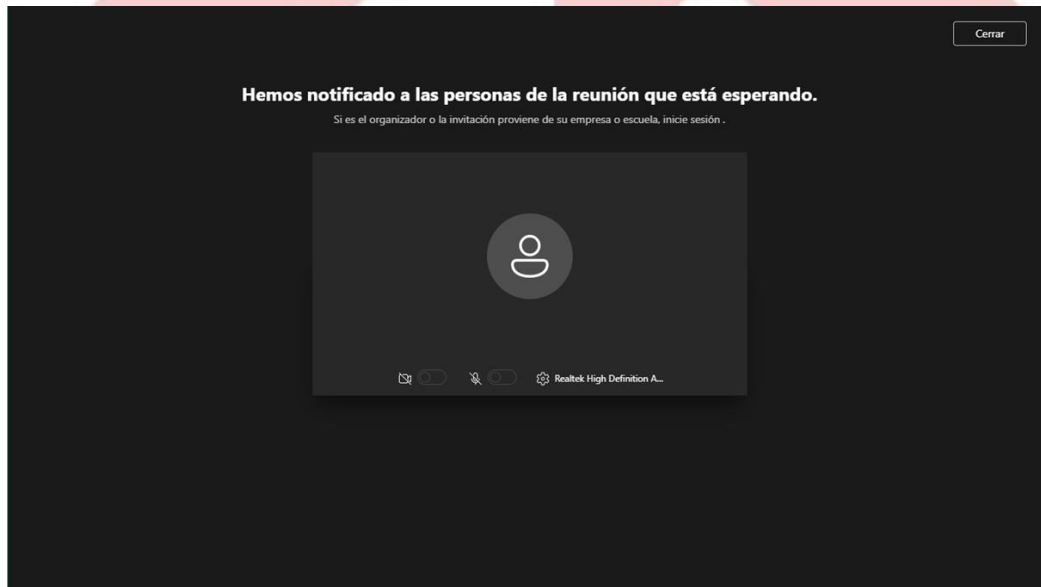 Cerrar
Hemos notificado a las personas de la reunión que está esperando.
Si es el organizador o la invitación proviene de su empresa o escuela, inicie sesión .
Realtek High Definition A...